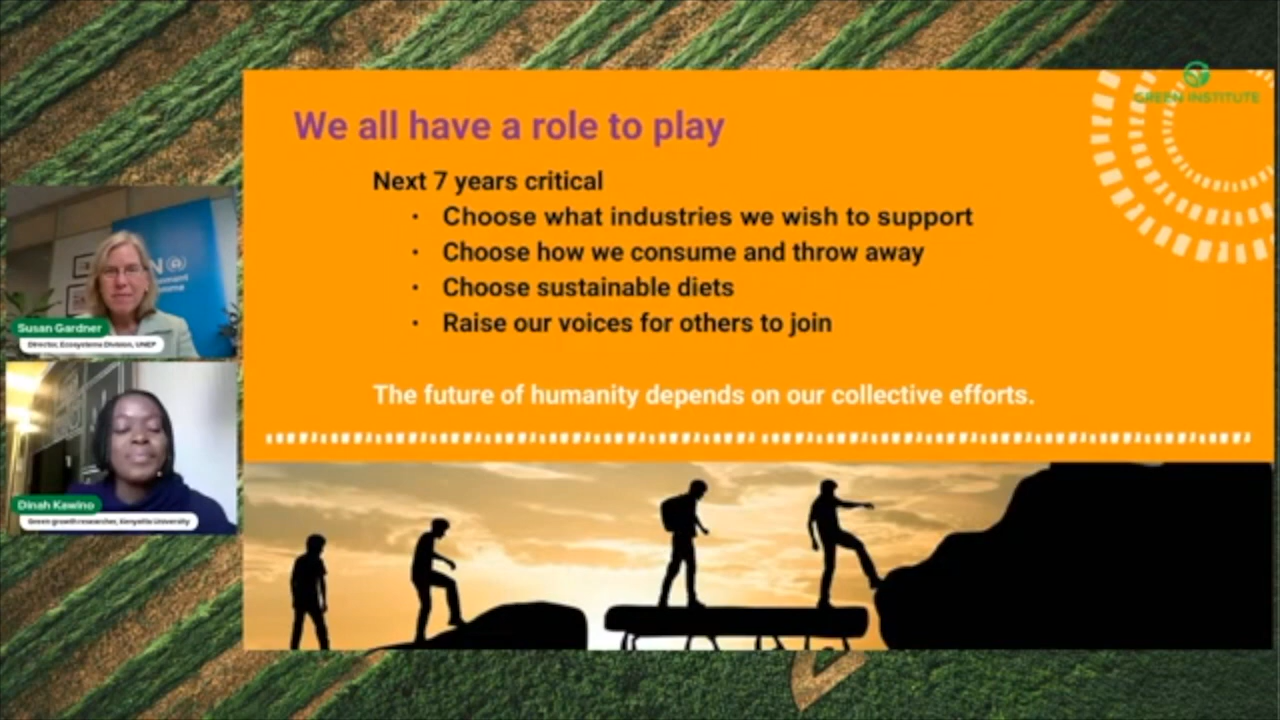 GREEN INSTITUTE
We all have a role to play
Next 7 years critical
· Choose what industries we wish to support
· Choose how we consume and throw away
· Choose sustainable diets
· Raise our voices for others to join
The future of humanity depends on our collective efforts.
Susan Gardner
Director, Ecosystems Division, UNEP
Dinah Kawino
Green growth researcher, Kenyatta University